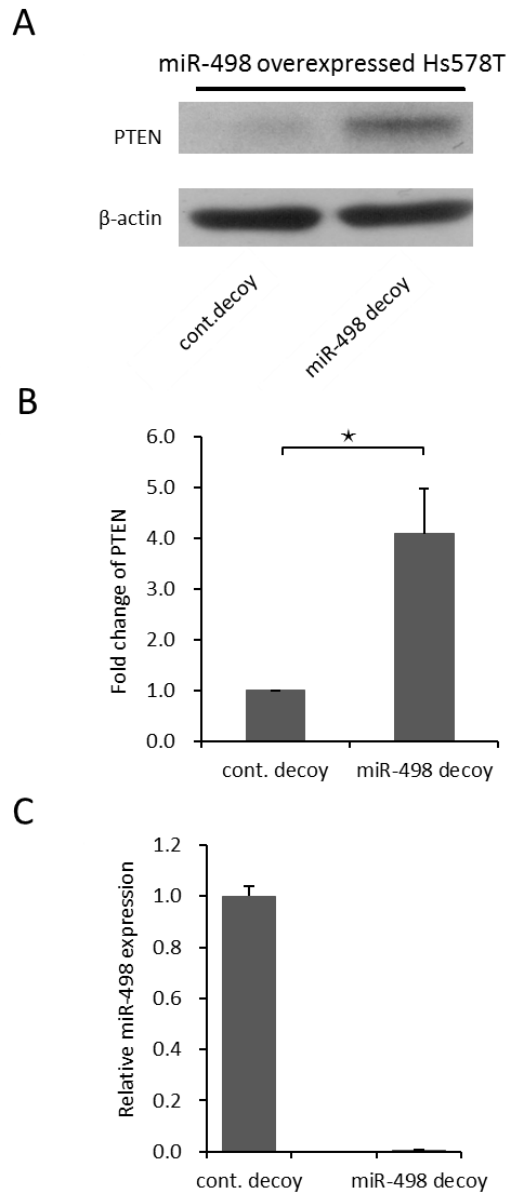 A
miR-498 overexpressed Hs578T
PTEN
β-actin
cont.decoy
miR-498 decoy
B
6.0
5.0
4.0
3.0
2.0
1.0
0.0
Fold change of PTEN
★
cont. decoy
miR-498 decoy
C
1.2
1.0
0.8
0.6
0.4
0.2
0.0
Relative miR-498 expression
cont. decoy
miR-498 decoy